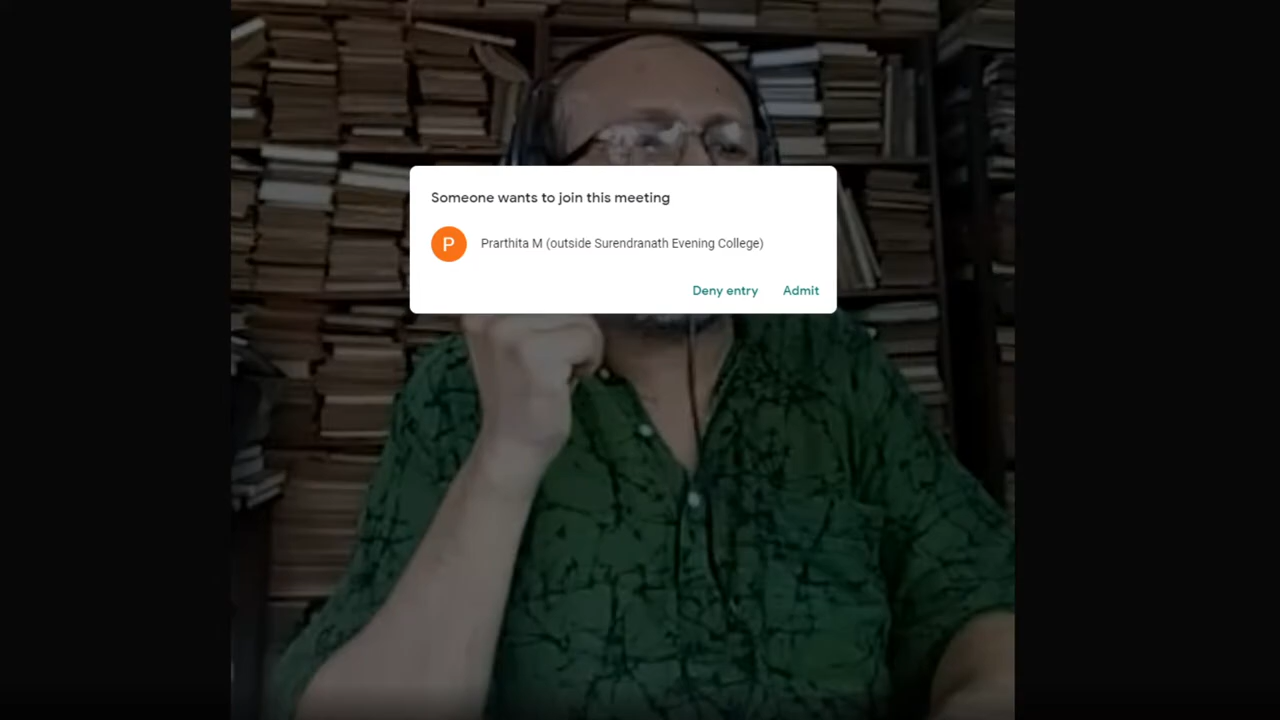 Someone wants to join this meeting
P
Prarthita M (outside Surendranath Evening College)
Deny entry
Admit